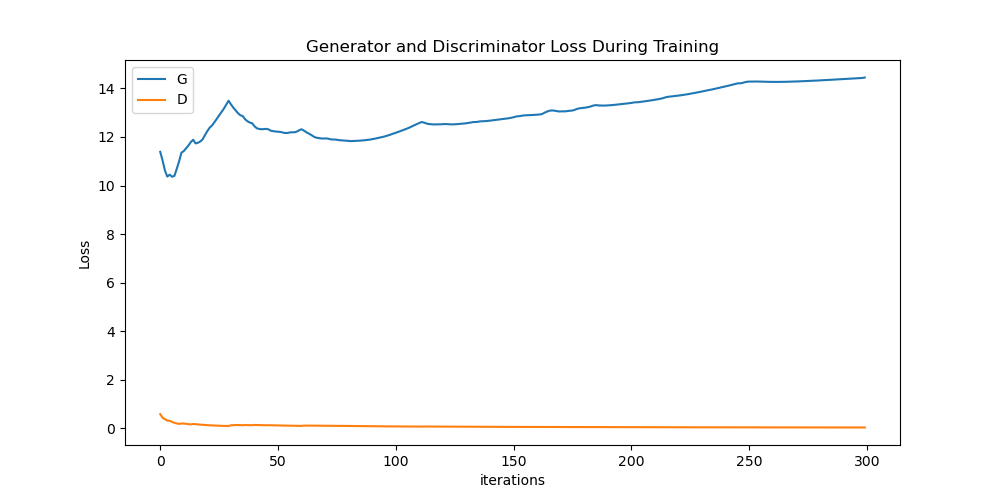 Generator and Discriminator Loss During Training
G
D
14
12
10
8
6
4
2
0
Loss
0 50 100 150 200 250 300
iterations